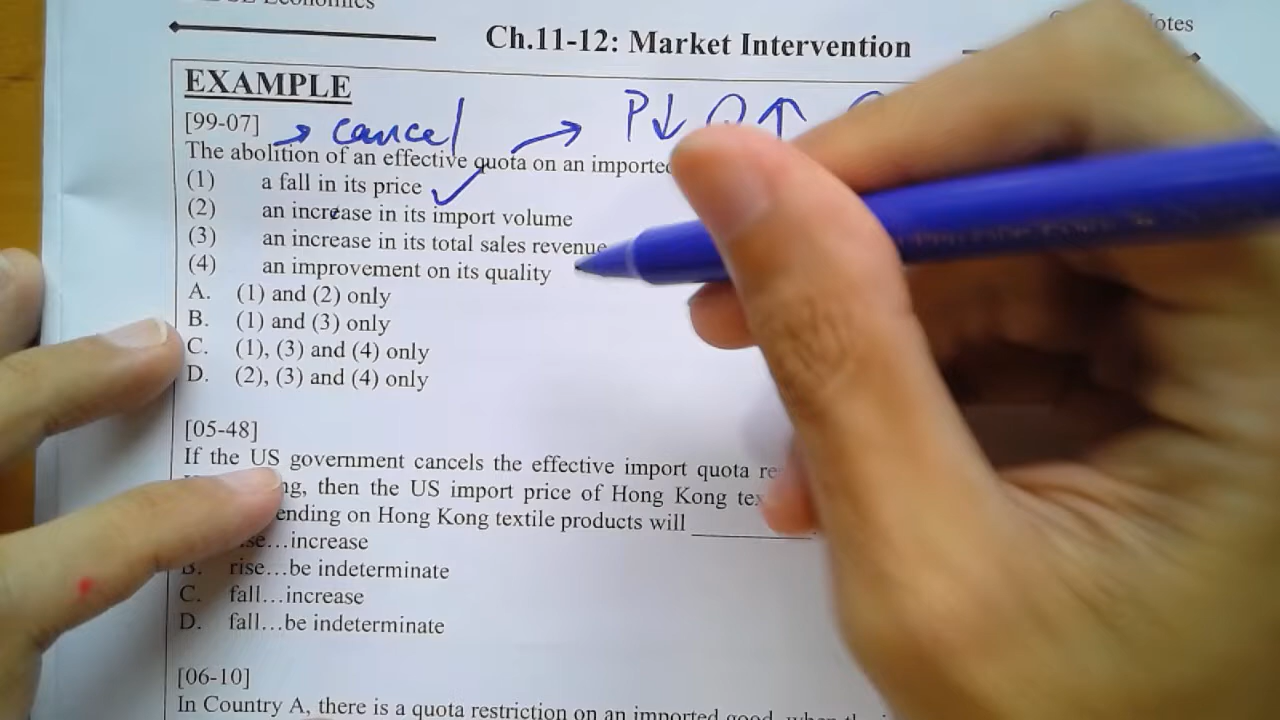 Economics
Notes
Ch.11-12: Market Intervention
EXAMPLE
[99-07] → cancel → P↓ Q↑
The abolition of an effective quota on an imported
(1) a fall in its price ✓
(2) an increase in its import volume
(3) an increase in its total sales revenue
(4) an improvement on its quality
A. (1) and (2) only
B. (1) and (3) only
C. (1), (3) and (4) only
D. (2), (3) and (4) only
[05-48]
If the US government cancels the effective import quota
then the US import price of Hong Kong
on Hong Kong textile products will ________
increase
B. rise…be indeterminate
C. fall…increase
D. fall…be indeterminate
[06-10]
In Country A, there is a quota restriction on an imported good, when